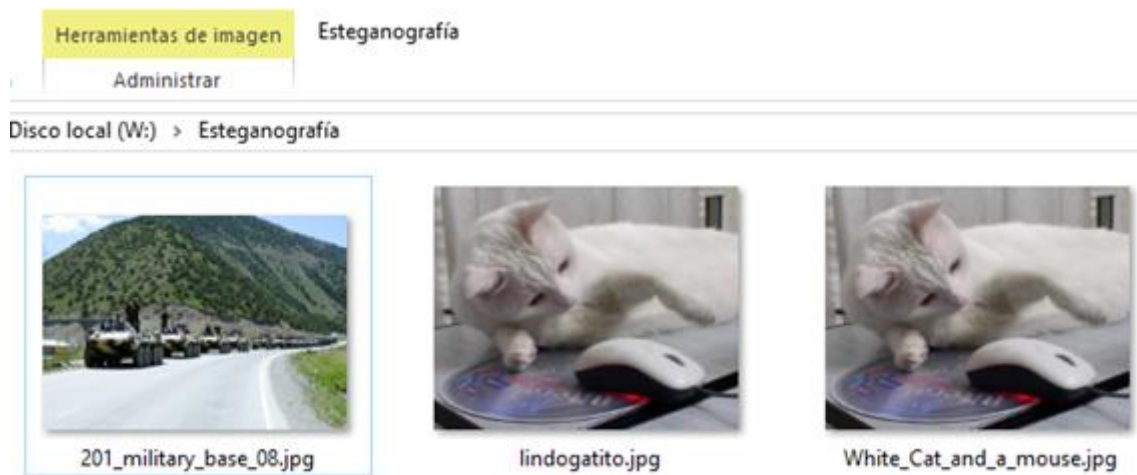 Herramientas de imagen
Esteganografía
Administrar
Disco local (W:) > Esteganografía
201_military_base_08.jpg
lindogatito.jpg
White_Cat_and_a_mouse.jpg